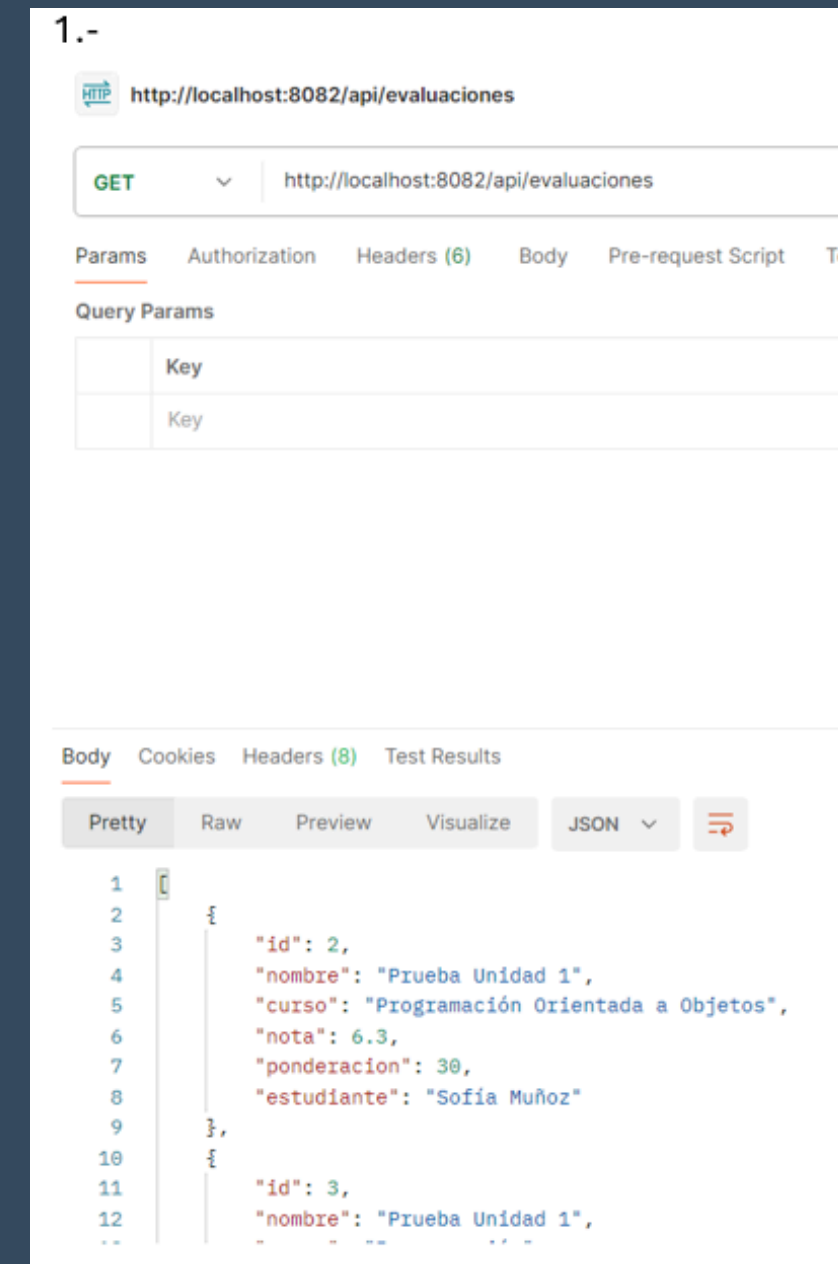 1.-
HTTP http://localhost:8082/api/evaluaciones
GET http://localhost:8082/api/evaluaciones
Params Authorization Headers (6) Body Pre-request Script
Query Params
Key
Key
Body Cookies Headers (8) Test Results
Pretty Raw Preview Visualize JSON
1 [
2 {
3 "id": 2,
4 "nombre": "Prueba Unidad 1",
5 "curso": "Programación Orientada a Objetos",
6 "nota": 6.3,
7 "ponderacion": 30,
8 "estudiante": "Sofía Muñoz"
9 },
10 {
11 "id": 3,
12 "nombre": "Prueba Unidad 1",